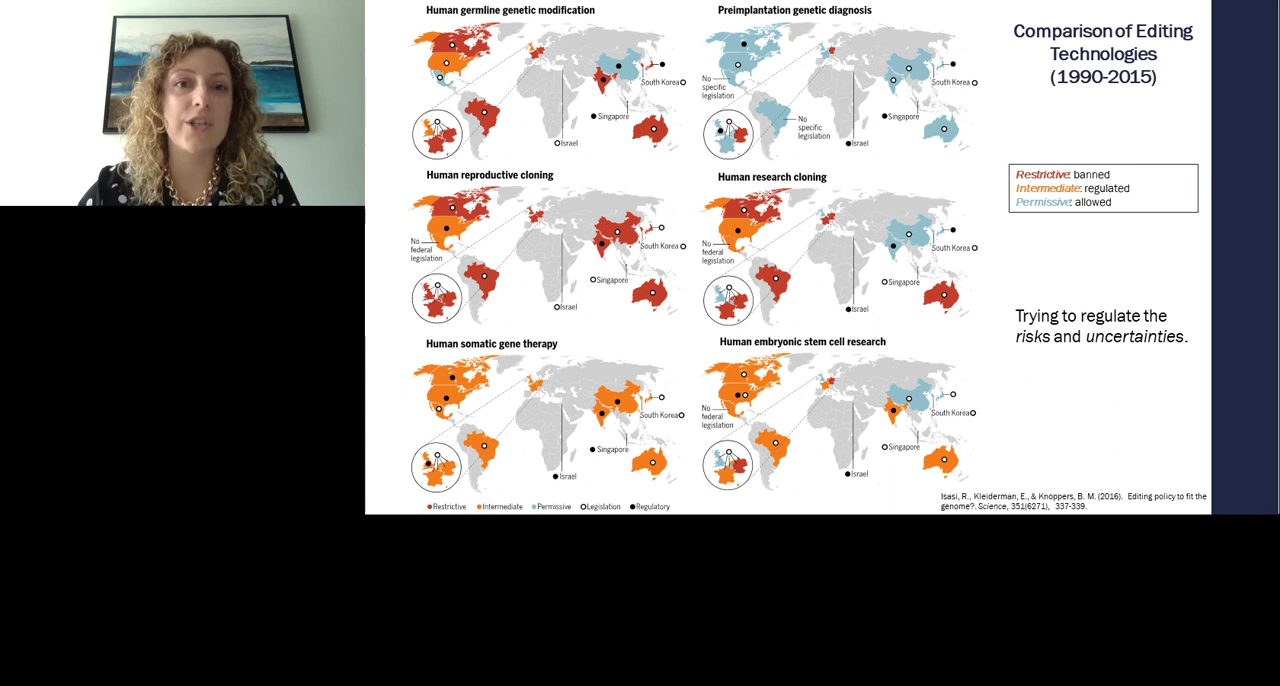 Human germline genetic modification
South Korea
Singapore
Israel
Preimplantation genetic diagnosis
No
specific
legislation
No
specific
legislation
South Korea
Singapore
Israel
Human reproductive cloning
No
federal
legislation
South Korea
Singapore
Israel
Human research cloning
No
federal
legislation
South Korea
Singapore
Israel
Human somatic gene therapy
South Korea
Singapore
Israel
Human embryonic stem cell research
No
federal
legislation
South Korea
Singapore
Israel
Restrictive Intermediate Permissive Legislation Regulatory
Comparison of Editing
Technologies
(1990-2015)
Restrictive: banned
Intermediate: regulated
Permissive: allowed
Trying to regulate the
risks and uncertainties.
Isasi, R., Kleiderman, E., & Knoppers, B. M. (2016). Editing policy to fit the
genome?. Science, 351(6271), 337-339.